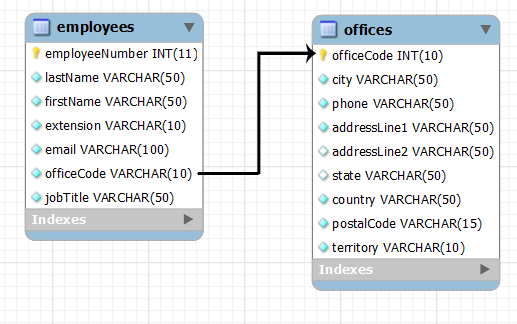 employees
employeeNumber INT(11)
lastName VARCHAR(50)
firstName VARCHAR(50)
extension VARCHAR(10)
email VARCHAR(100)
officeCode VARCHAR(10)
jobTitle VARCHAR(50)
Indexes
offices
officeCode INT(10)
city VARCHAR(50)
phone VARCHAR(50)
addressLine1 VARCHAR(50)
addressLine2 VARCHAR(50)
state VARCHAR(50)
country VARCHAR(50)
postalCode VARCHAR(15)
territory VARCHAR(10)
Indexes